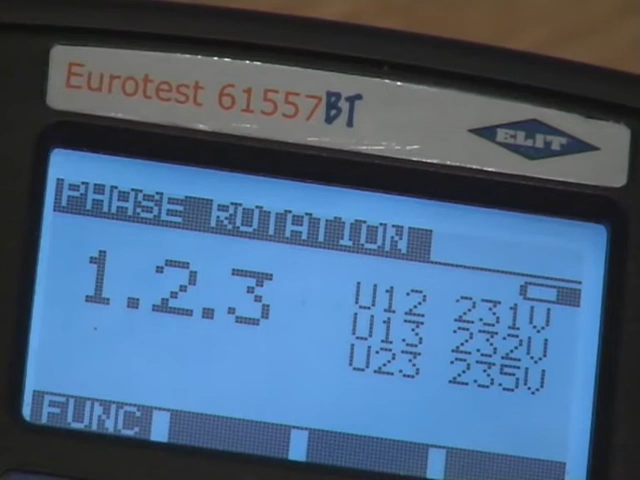 Eurotest 61557BT
ELIT
PHASE ROTATION
1.2.3
U12 231V
U13 232V
U23 235V
FUNC